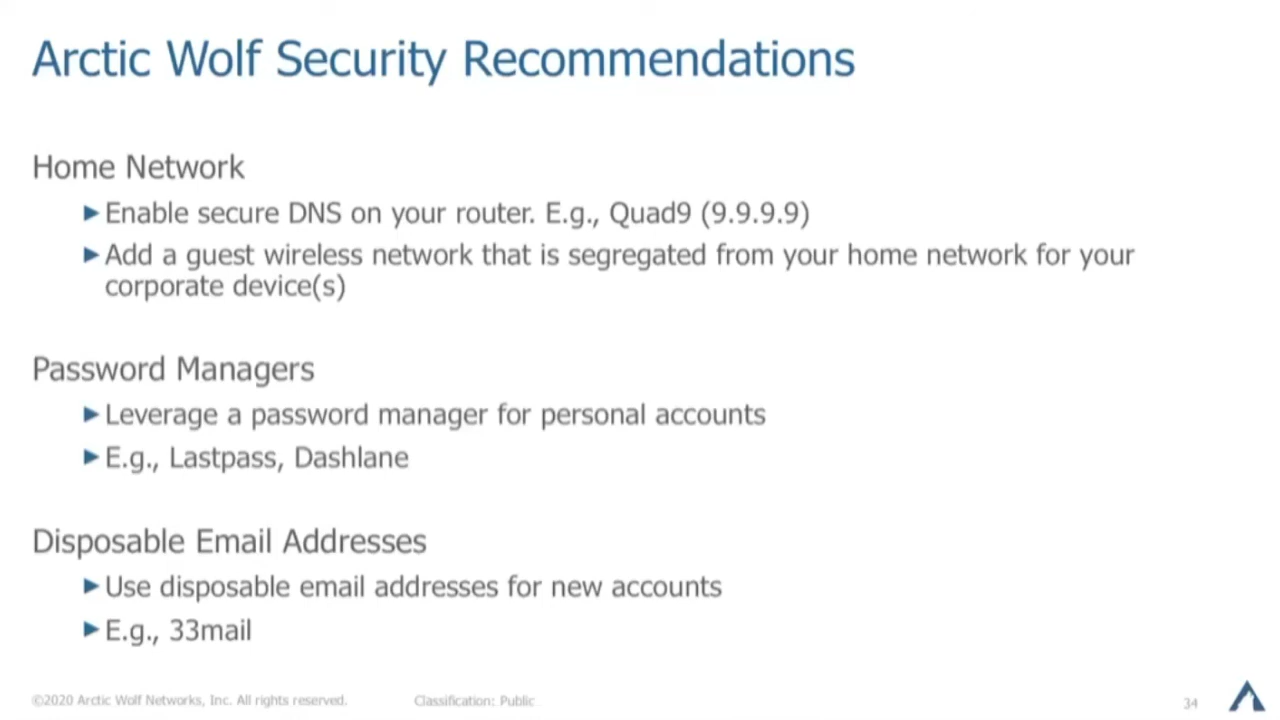 Arctic Wolf Security Recommendations
Home Network
Enable secure DNS on your router. E.g., Quad9 (9.9.9.9)
Add a guest wireless network that is segregated from your home network for your
corporate device(s)
Password Managers
Leverage a password manager for personal accounts
E.g., Lastpass, Dashlane
Disposable Email Addresses
Use disposable email addresses for new accounts
E.g., 33mail
©2020 Arctic Wolf Networks, Inc. All rights reserved. Classification: Public 34